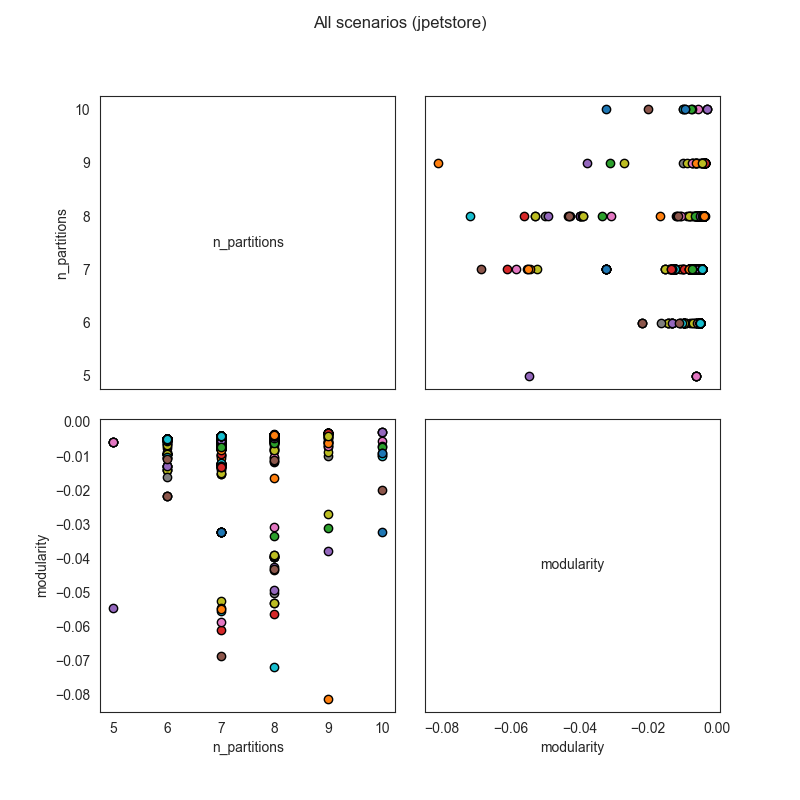 All scenarios (jpetstore)
10
9
8
7
6
5
n_partitions
n_partitions
0.00
−0.01
−0.02
−0.03
−0.04
−0.05
−0.06
−0.07
−0.08
modularity
modularity
5 6 7 8 9 10
n_partitions
−0.08 −0.06 −0.04 −0.02 0.00
modularity